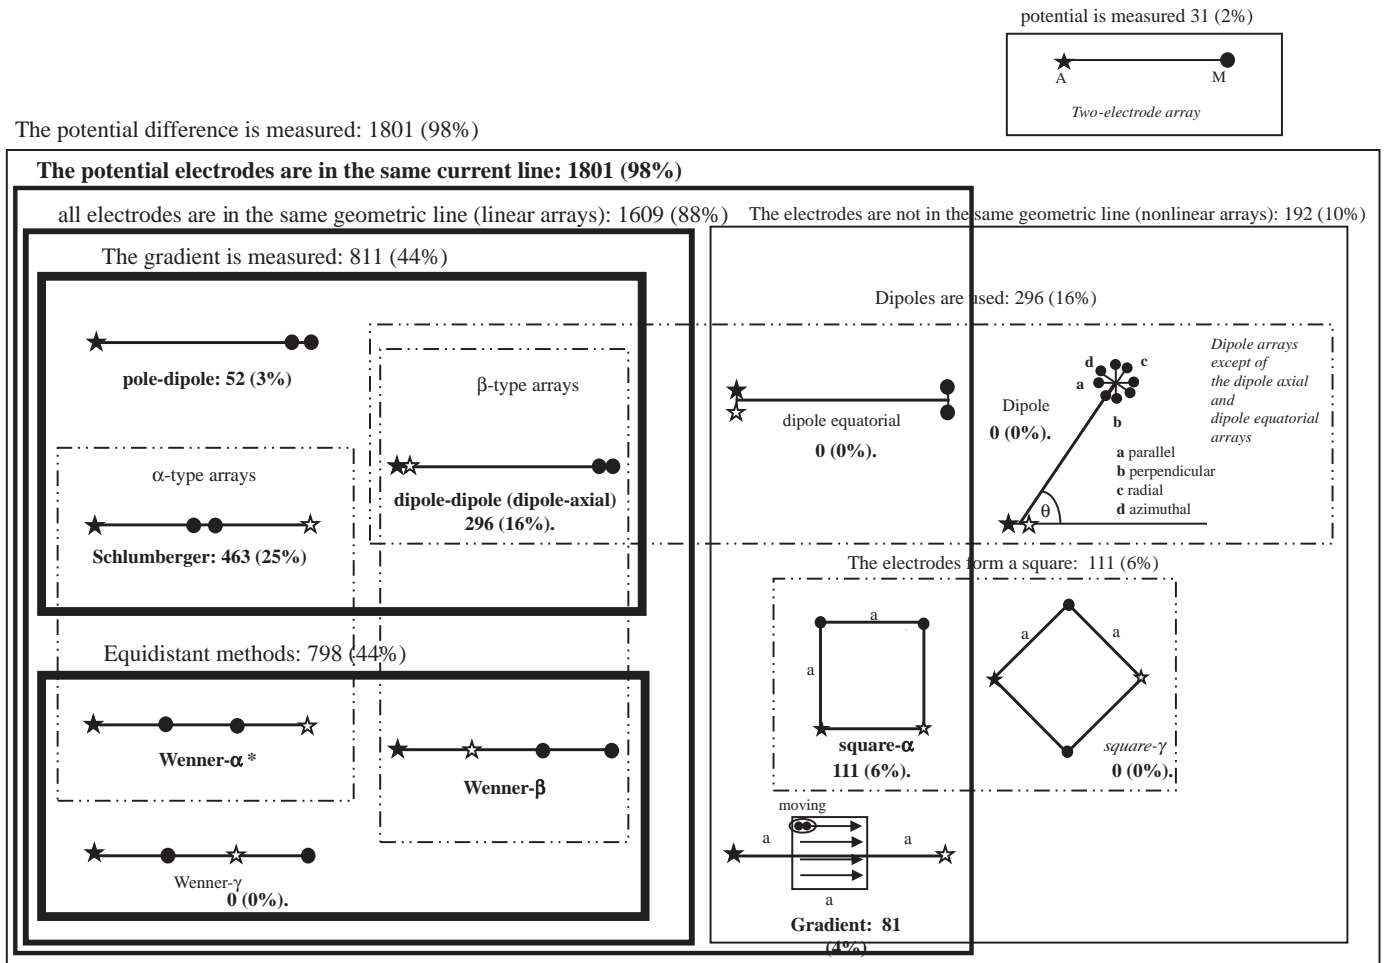 potential is measured 31 (2%)
A
M
Two-electrode array
The potential difference is measured: 1801 (98%)
The potential electrodes are in the same current line: 1801 (98%)
all electrodes are in the same geometric line (linear arrays): 1609 (88%)
The electrodes are not in the same geometric line (nonlinear arrays): 192 (10%)
The gradient is measured: 811 (44%)
pole-dipole: 52 (3%)
β-type arrays
α-type arrays
dipole-dipole (dipole-axial)
296 (16%).
Schlumberger: 463 (25%)
Equidistant methods: 798 (44%)
Wenner-α *
Wenner-β
Wenner-γ
0 (0%).
Dipoles are used: 296 (16%)
dipole equatorial
0 (0%).
Dipole
0 (0%).
d
c
a
b
θ
Dipole arrays
except of
the dipole axial
and
dipole equatorial
arrays
a parallel
b perpendicular
c radial
d azimuthal
The electrodes form a square: 111 (6%)
a
a
square-α
111 (6%).
a
a
square-γ
0 (0%).
moving
a
a
a
Gradient: 81
(4%)